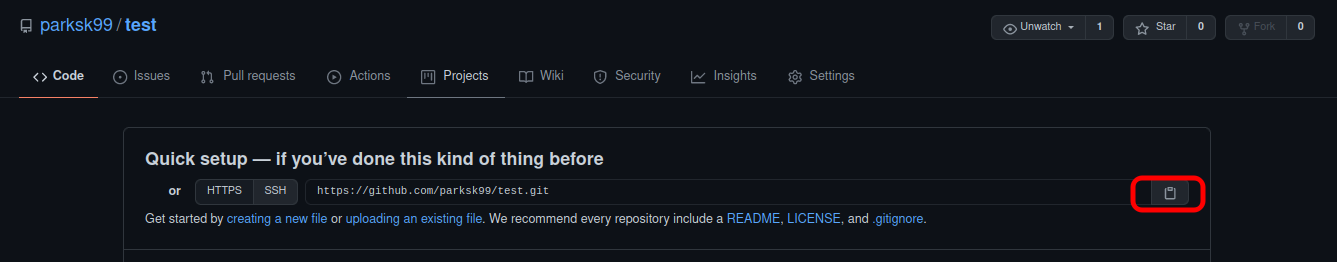 parksk99 / test
Unwatch 1 Star 0 Fork 0
Code Issues Pull requests Actions Projects Wiki Security Insights Settings
Quick setup — if you’ve done this kind of thing before
or HTTPS SSH https://github.com/parksk99/test.git
Get started by creating a new file or uploading an existing file. We recommend every repository include a README, LICENSE, and .gitignore.